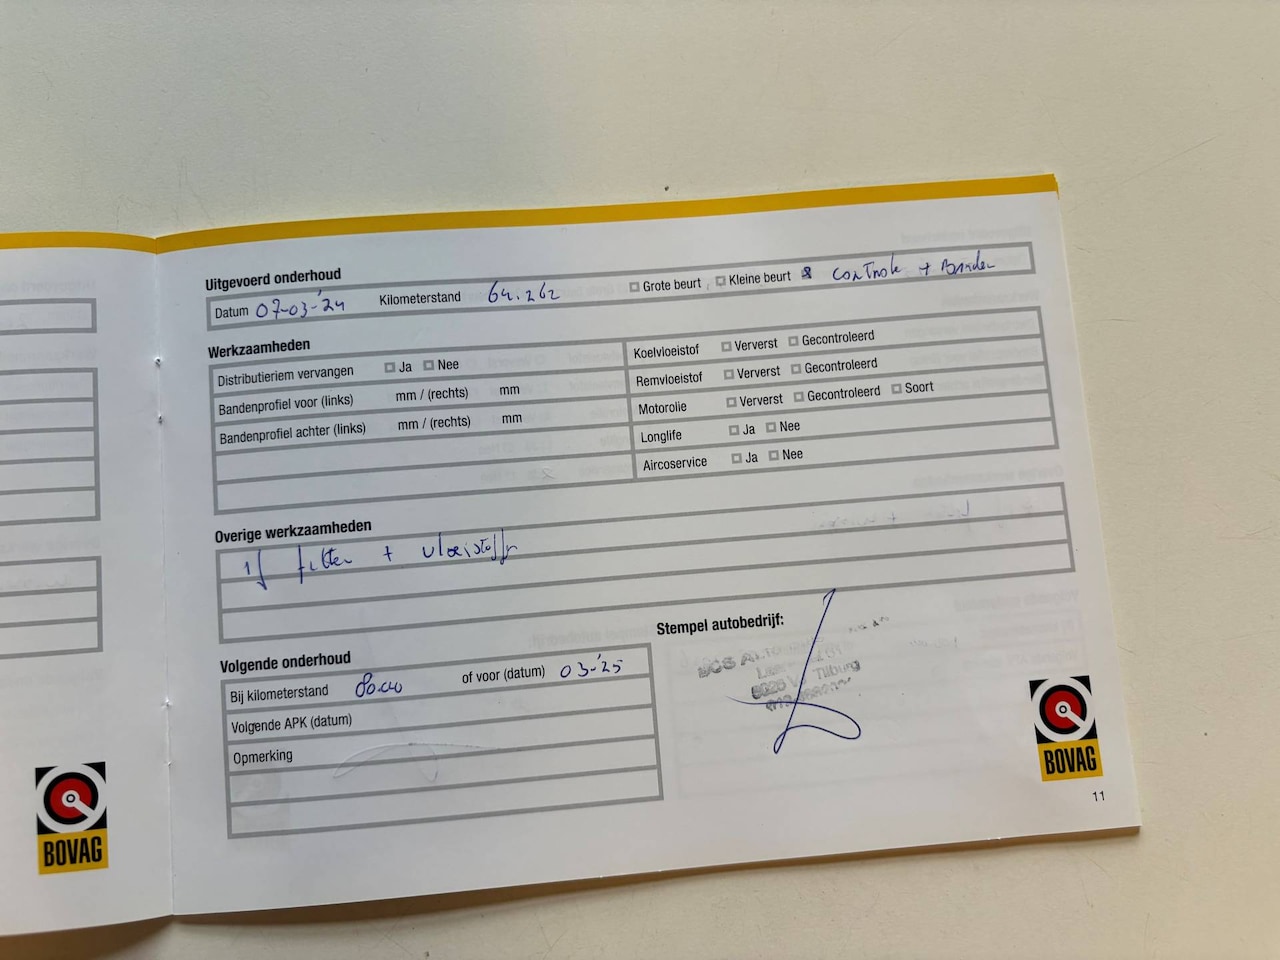 Uitgevoerd onderhoud
Datum 07-03-'24 Kilometerstand 64.262 Grote beurt Kleine beurt controle + Banden
Werkzaamheden
Distributieriem vervangen Ja Nee
Bandenprofiel voor (links) mm / (rechts) mm
Bandenprofiel achter (links) mm / (rechts) mm
Koelvloeistof Ververst Gecontroleerd
Remvloeistof Ververst Gecontroleerd
Motorolie Ververst Gecontroleerd Soort
Longlife Ja Nee
Aircoservice Ja Nee
Overige werkzaamheden
filter + vloeistoffen
Volgende onderhoud
Bij kilometerstand of voor (datum) 03-'25
Volgende APK (datum)
Opmerking
Stempel autobedrijf:
Tilburg
BOVAG
BOVAG
11